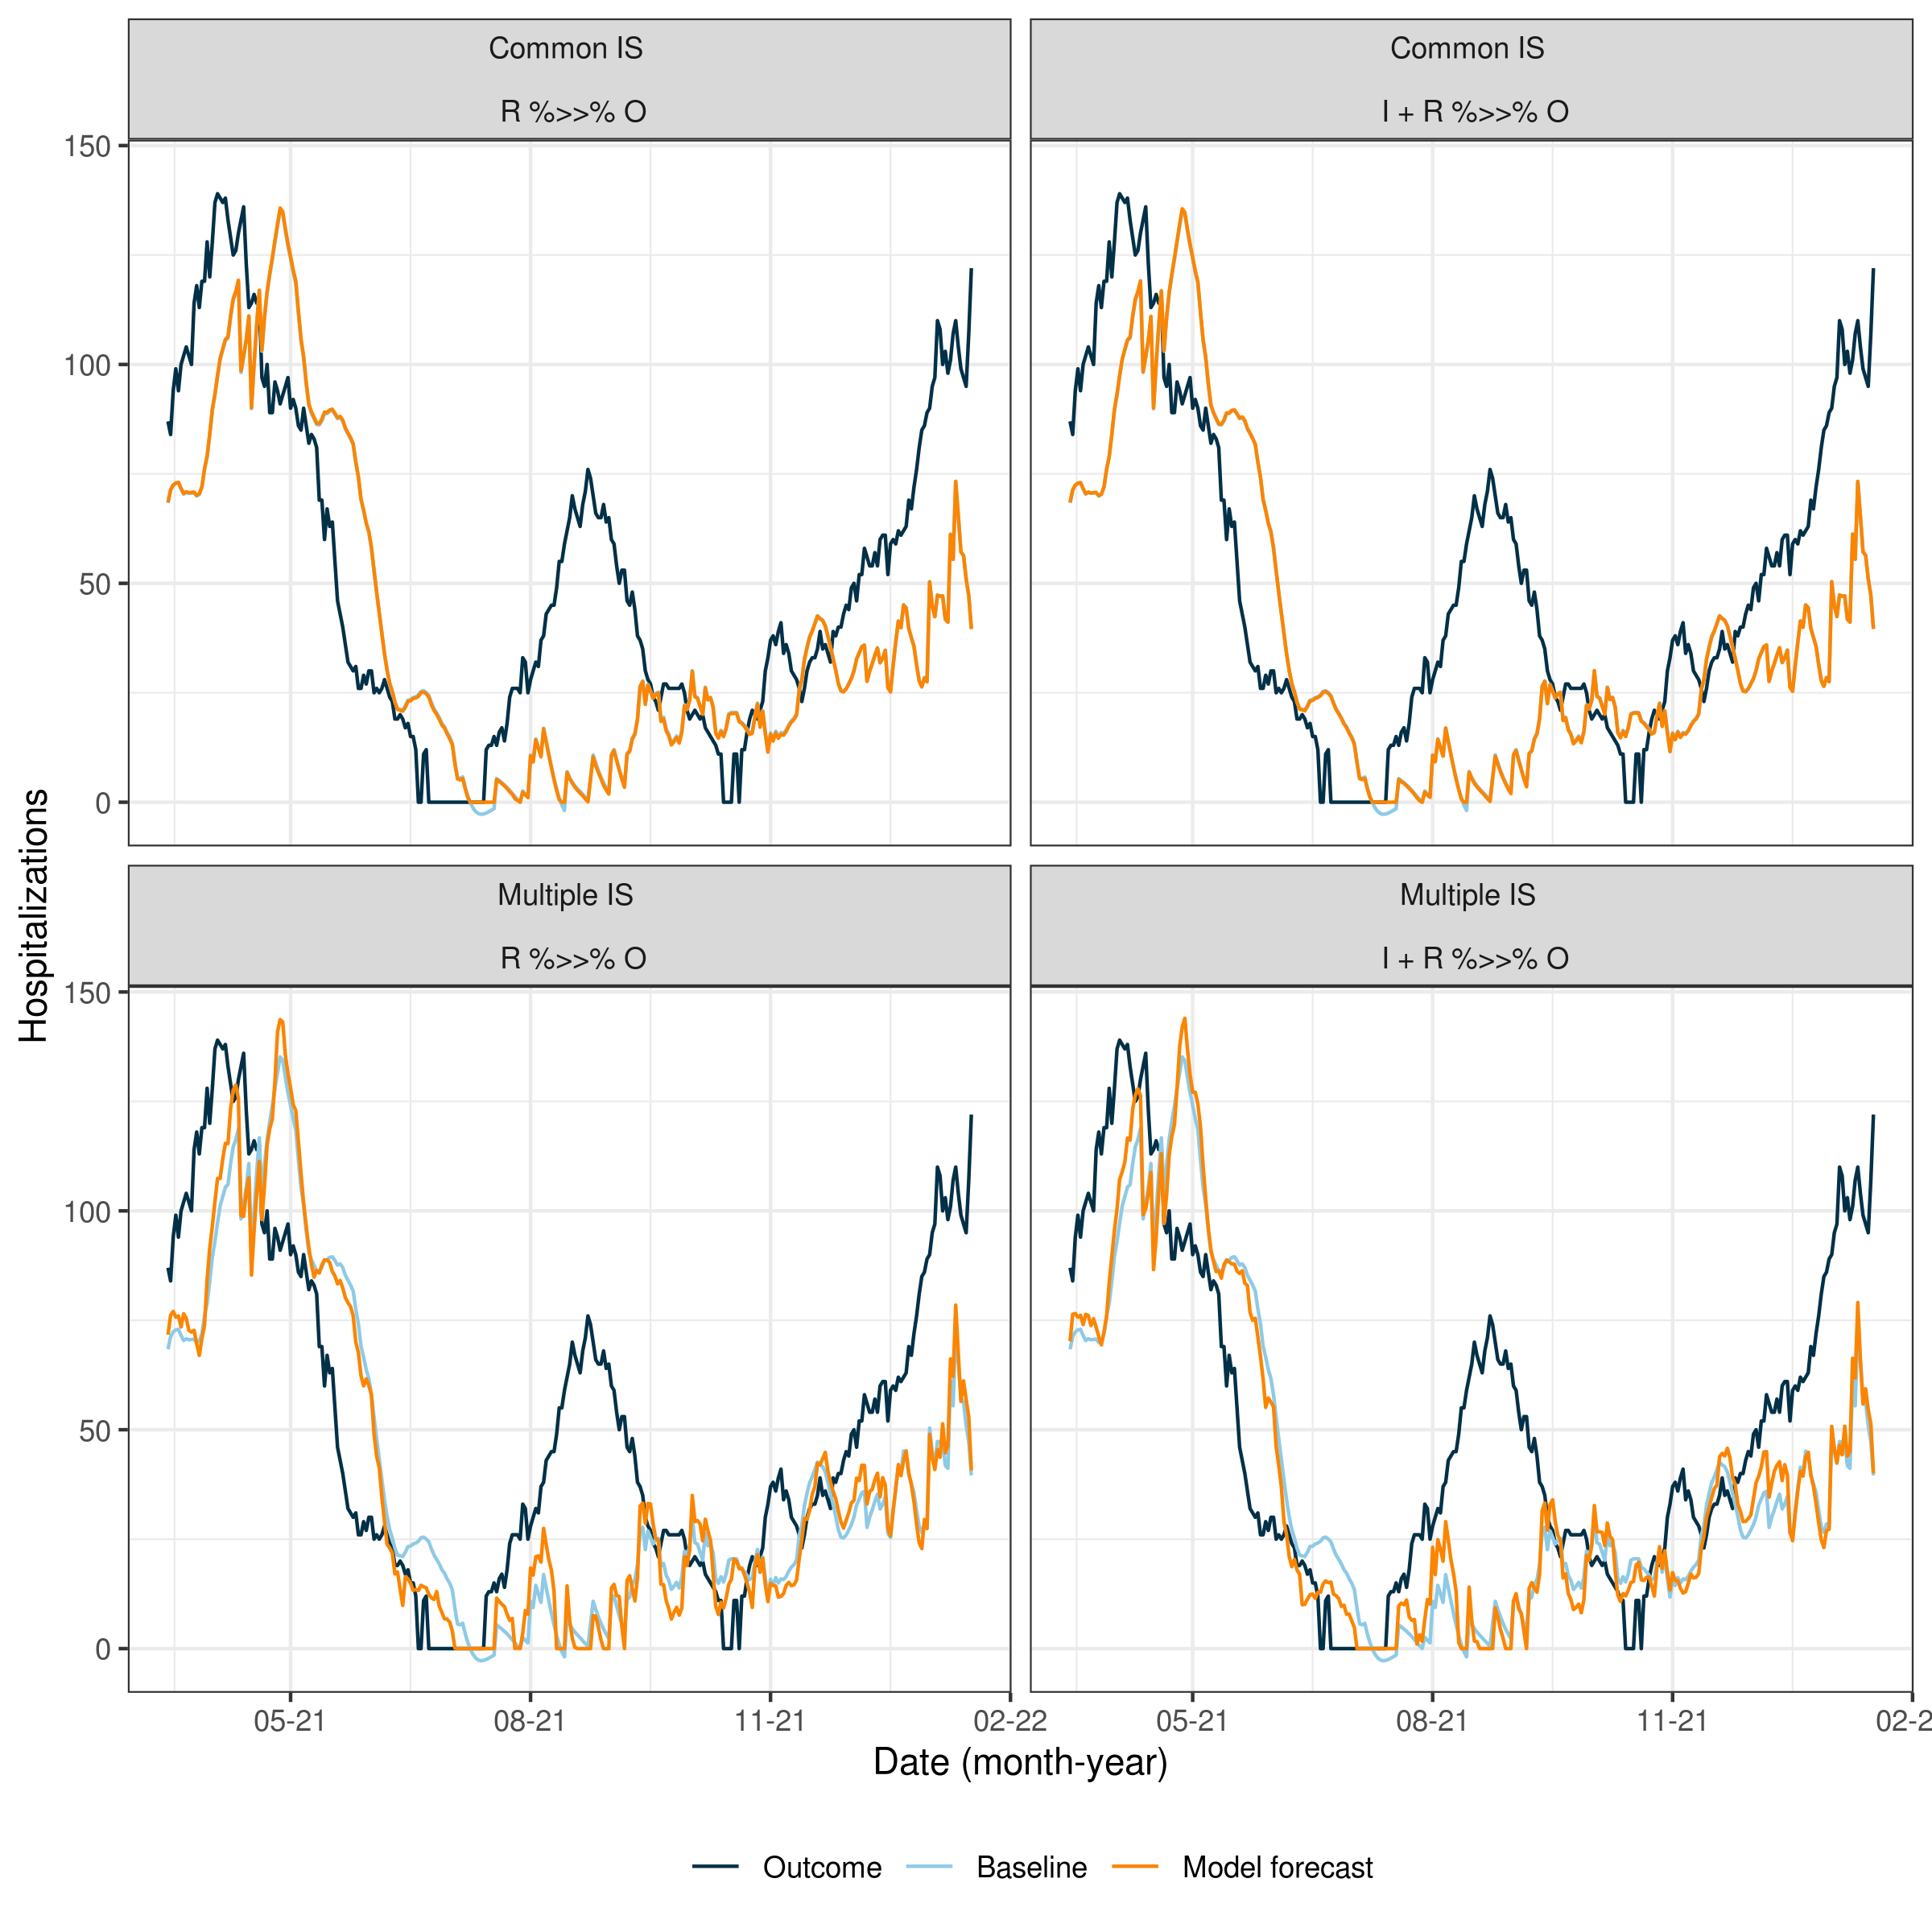 Common IS
R %>>% O
Common IS
I + R %>>% O
150
100
50
0
Multiple IS
R %>>% O
Multiple IS
I + R %>>% O
150
100
50
0
Hospitalizations
05-21 08-21 11-21 02-22
05-21 08-21 11-21 02-2
Date (month-year)
Outcome Baseline Model forecast